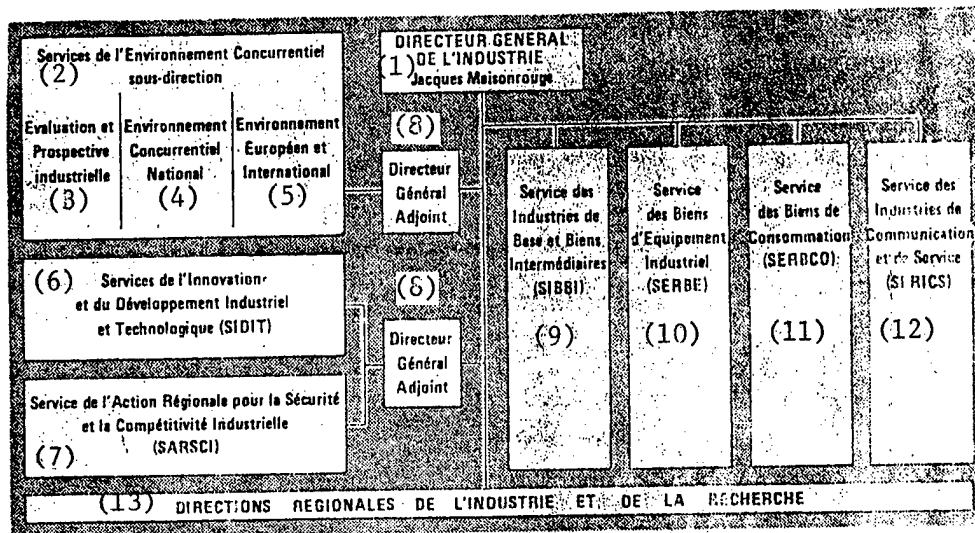 Services de l'Environnement Concurrentiel
(2) sous-direction
Evaluation et
Prospective
industrielle
(3)
Environnement
Concurrentiel
National
(4)
Environnement
Européen et
International
(5)
(6) Services de l'Innovation
et du Développement Industriel
et Technologique (SIDIT)
Service de l'Action Régionale pour la Sécurité
et la Compétitivité Industrielle
(7) (SARSCI)
DIRECTEUR GENERAL
(1) DE L'INDUSTRIE
Jacques Maisonrouge
(8)
Directeur
Général
Adjoint
(8)
Directeur
Général
Adjoint
Service des
Industries de
Base et Biens
Intermédiaires
(SIBBI)
(9)
Service
des Biens
d'Equipement
Industriel
(SERBE)
(10)
Service
des Biens de
Consommation
(SERBCO)
(11)
Service des
Industries de
Communication
et de Service
(SERICS)
(12)
(13) DIRECTIONS REGIONALES DE L'INDUSTRIE ET DE LA RECHERCHE